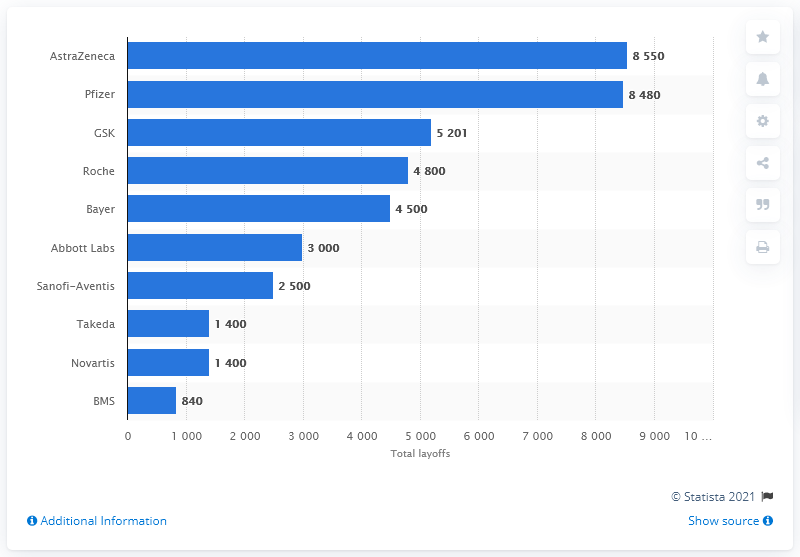 AstraZeneca 8 550
Pfizer 8 480
GSK 5 201
Roche 4 800
Bayer 4 500
Abbott Labs 3 000
Sanofi-Aventis 2 500
Takeda 1 400
Novartis 1 400
BMS 840
0 1 000 2 000 3 000 4 000 5 000 6 000 7 000 8 000 9 000 10 ...
Total layoffs
© Statista 2021
Additional Information Show source